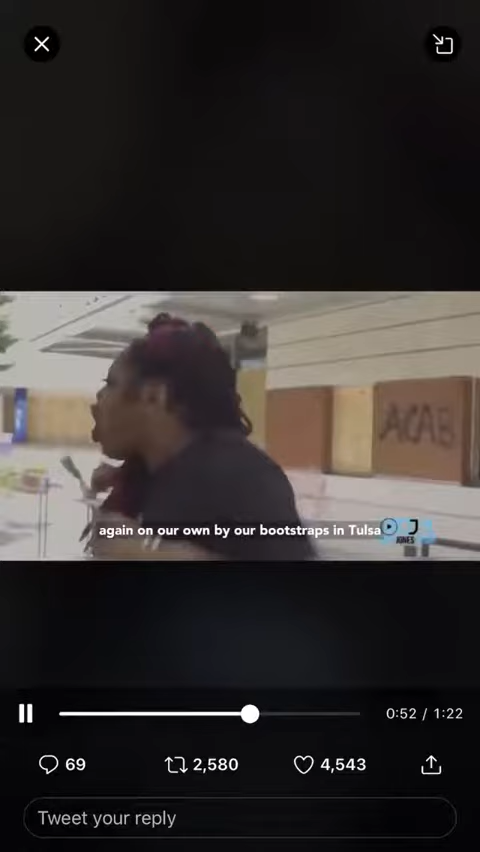 ACAB
again on our own by our bootstraps in Tulsa
J
JONES
0:52 / 1:22
69
2,580
4,543
Tweet your reply